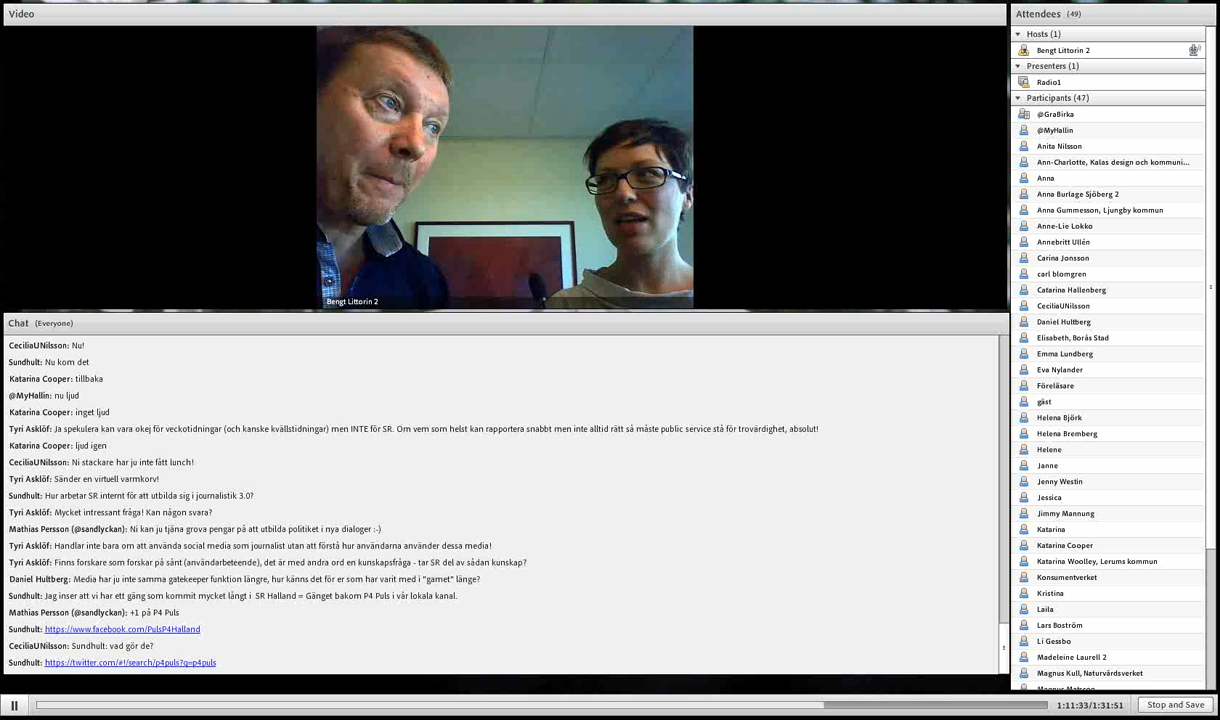 Video
Bengt Littorin 2
Chat (Everyone)
CeciliaUNilsson: Nu!
Sundhult: Nu kom det
Katarina Cooper: tillbaka
@MyHallin: nu ljud
Katarina Cooper: inget ljud
Tyri Asklöf: Ja spekulera kan vara okej för veckotidningar (och kanske kvällstidningar) men INTE för SR. Om vem som helst kan rapportera snabbt men inte alltid rätt så måste public service stå för trovärdighet, absolut!
Katarina Cooper: ljud igen
CeciliaUNilsson: Ni stackare har ju inte fått lunch!
Tyri Asklöf: Sänder en virtuell varmkorv!
Sundhult: Hur arbetar SR internt för att utbilda sig i journalistik 3.0?
Tyri Asklöf: Mycket intressant fråga! Kan någon svara?
Mathias Persson (@sandlyckan): Ni kan ju tjäna grova pengar på att utbilda politiket i nya dialoger :-)
Tyri Asklöf: Handlar inte bara om att använda social media som journalist utan att förstå hur användarna använder dessa media!
Tyri Asklöf: Finns forskare som forskar på sånt (användarbeteende), det är med andra ord en kunskapsfråga - tar SR del av sådan kunskap?
Daniel Hultberg: Media har ju inte samma gatekeeper funktion längre, hur känns det för er som har varit med i "gamet" länge?
Sundhult: Jag inser att vi har ett gäng som kommit mycket långt i SR Halland = Gänget bakom P4 Puls i vår lokala kanal.
Mathias Persson (@sandlyckan): +1 på P4 Puls
Sundhult: https://www.facebook.com/PulsP4Halland
CeciliaUNilsson: Sundhult: vad gör de?
Sundhult: https://twitter.com/#!/search/p4puls?q=p4puls
Attendees (49)
Hosts (1)
Bengt Littorin 2
Presenters (1)
Radio1
Participants (47)
@GraBirka
@MyHallin
Anita Nilsson
Ann-Charlotte, Kalas design och kommuni...
Anna
Anna Burlage Sjöberg 2
Anna Gummesson, Ljungby kommun
Anne-Lie Lokko
Annebritt Ullén
Carina Jonsson
carl blomgren
Catarina Hallenberg
CeciliaUNilsson
Daniel Hultberg
Elisabeth, Borås Stad
Emma Lundberg
Eva Nylander
Föreläsare
gäst
Helena Björk
Helena Bremberg
Helene
Janne
Jenny Westin
Jessica
Jimmy Mannung
Katarina
Katarina Cooper
Katarina Woolley, Lerums kommun
Konsumentverket
Kristina
Laila
Lars Boström
Li Gessbo
Madeleine Laurell 2
Magnus Kull, Naturvårdsverket
1:11:33/1:31:51
Stop and Save